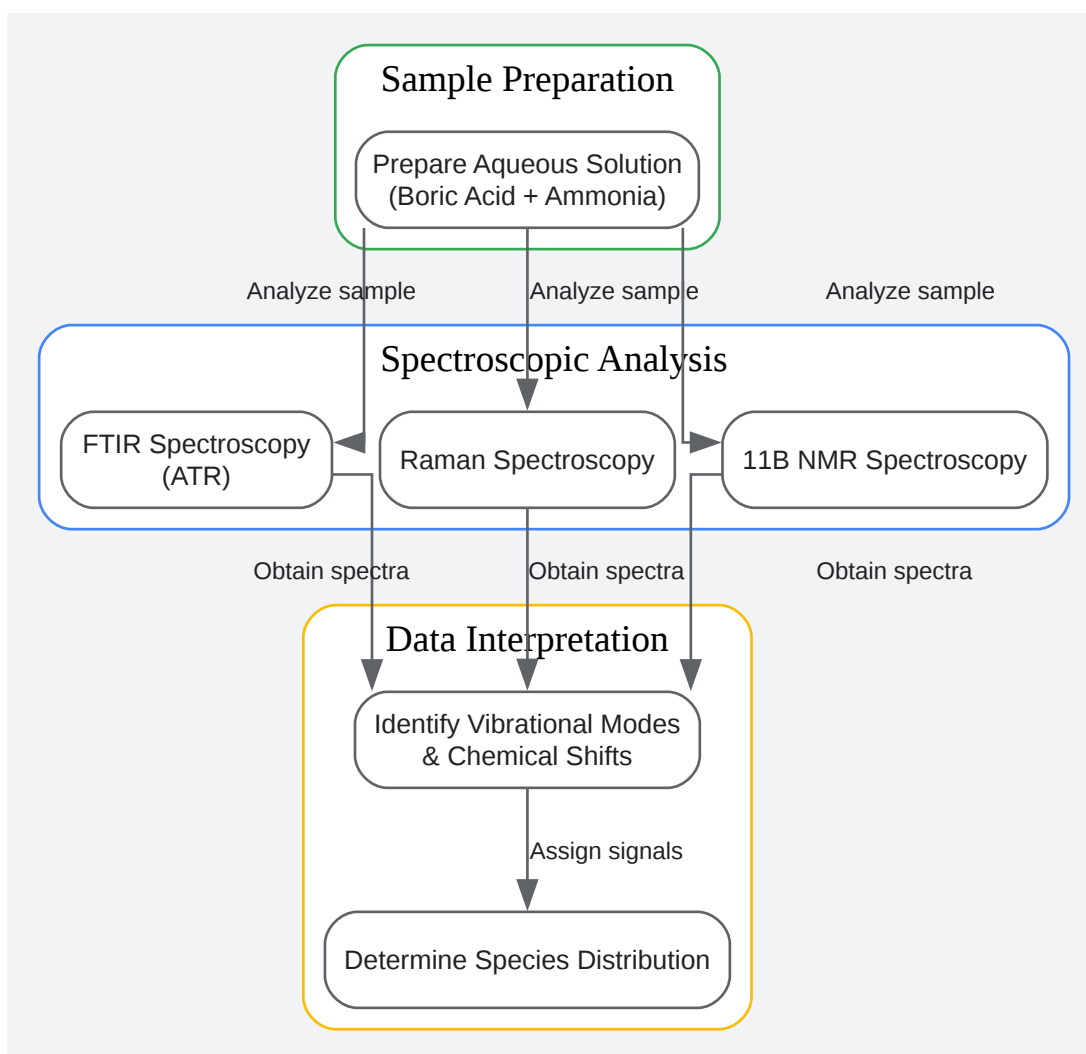 Sample Preparation
Prepare Aqueous Solution
(Boric Acid + Ammonia)
Analyze sample
Analyze sample
Analyze sample
Spectroscopic Analysis
FTIR Spectroscopy
(ATR)
Raman Spectroscopy
11B NMR Spectroscopy
Obtain spectra
Obtain spectra
Obtain spectra
Data Interpretation
Identify Vibrational Modes
& Chemical Shifts
Assign signals
Determine Species Distribution